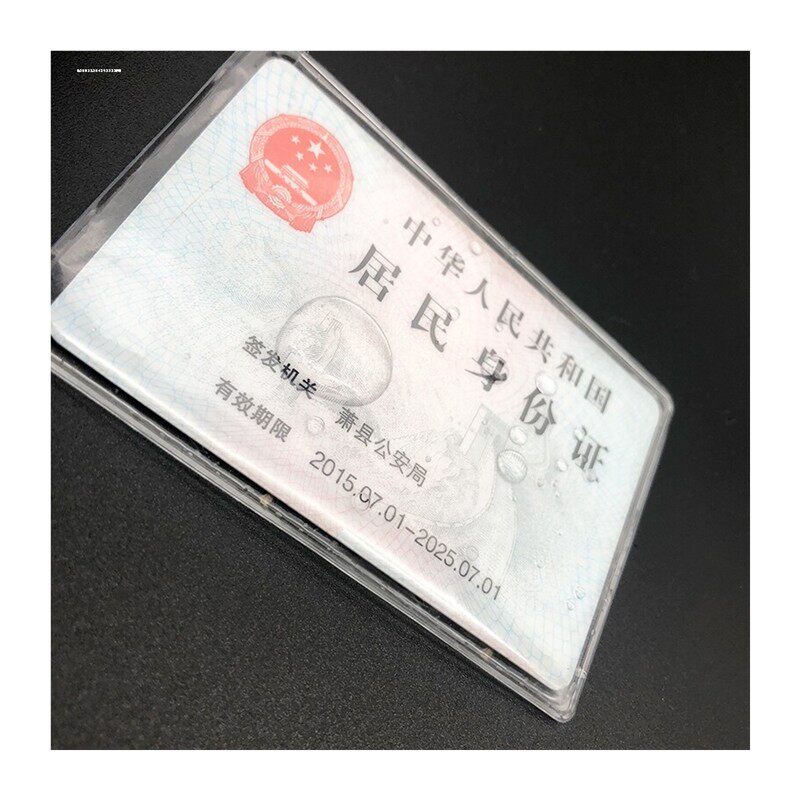 中华人民共和国
居民身份证
签发机关 萧县公安局
有效期限 2015.07.01-2025.07.01